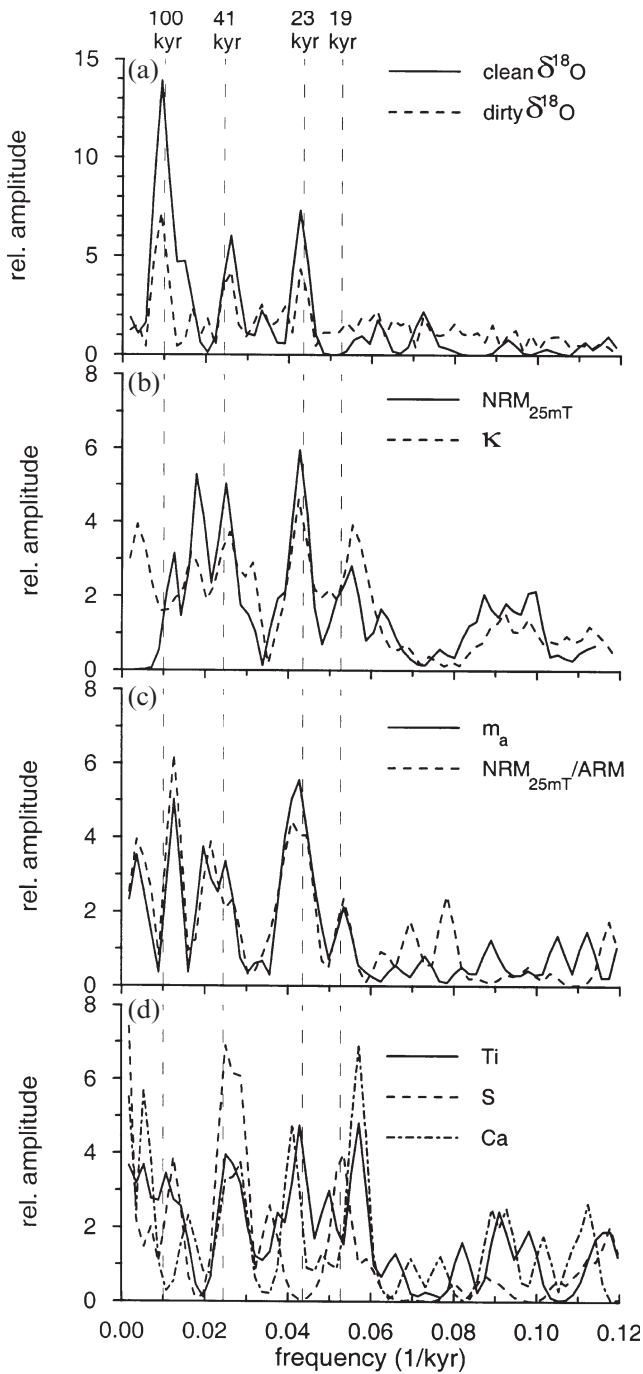 100 41 23 19
kyr kyr kyr kyr
(a)
15
10
5
0
rel. amplitude
clean δ¹⁸O
dirty δ¹⁸O
(b)
8
6
4
2
0
rel. amplitude
NRM₂₅ₘT
κ
(c)
8
6
4
2
0
rel. amplitude
mₐ
NRM₂₅ₘT/ARM
(d)
8
6
4
2
0
rel. amplitude
Ti
S
Ca
0.00 0.02 0.04 0.06 0.08 0.10 0.12
frequency (1/kyr)